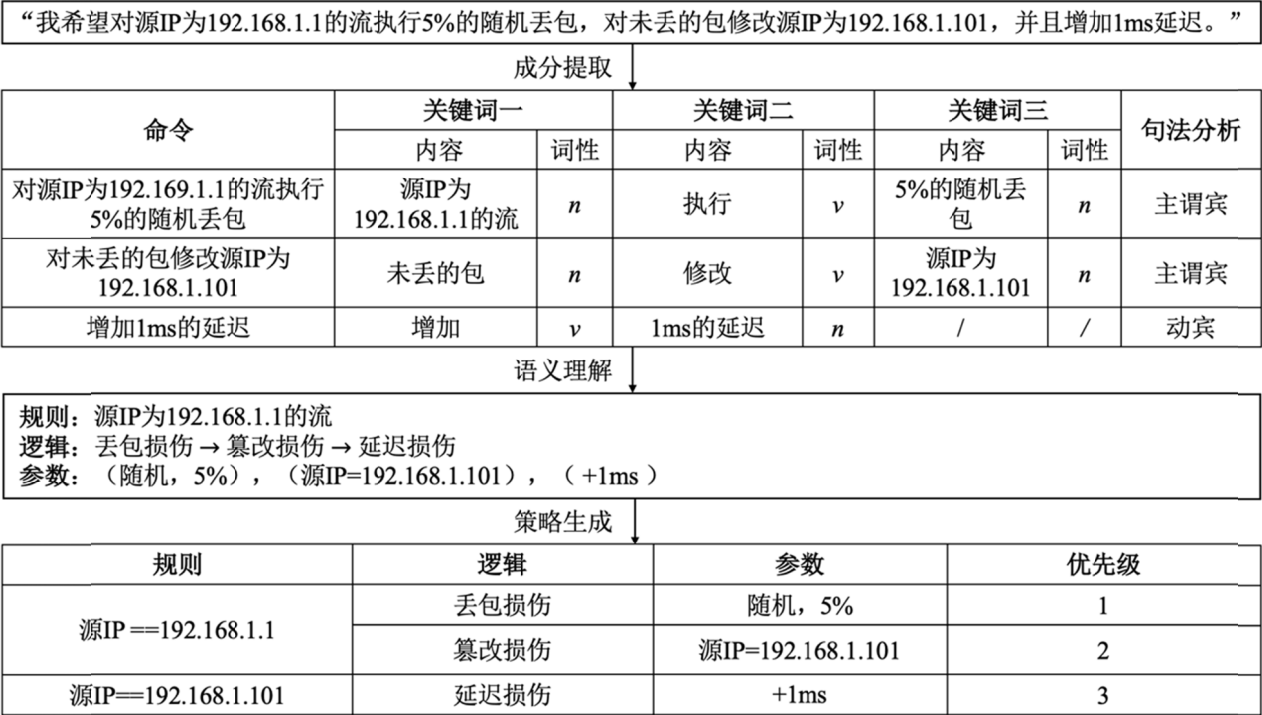 “我希望对源IP为192.168.1.1的流执行5%的随机丢包，对未丢的包修改源IP为192.168.1.101，并且增加1ms延迟。”
成分提取
命令 关键词一 关键词二 关键词三 句法分析
内容 词性 内容 词性 内容 词性
对源IP为192.169.1.1的流执行 源IP为 5%的随机丢
5%的随机丢包 192.168.1.1的流 n 执行 v 包 n 主谓宾
对未丢的包修改源IP为 源IP为
192.168.1.101 未丢的包 n 修改 v 192.168.1.101 n 主谓宾
增加1ms的延迟 增加 v 1ms的延迟 n / / 动宾
语义理解
规则：源IP为192.168.1.1的流
逻辑：丢包损伤→篡改损伤→延迟损伤
参数：（随机，5%），（源IP=192.168.1.101），（ +1ms ）
策略生成
规则 逻辑 参数 优先级
源IP ==192.168.1.1 丢包损伤 随机，5% 1
篡改损伤 源IP=192.168.1.101 2
源IP==192.168.1.101 延迟损伤 +1ms 3